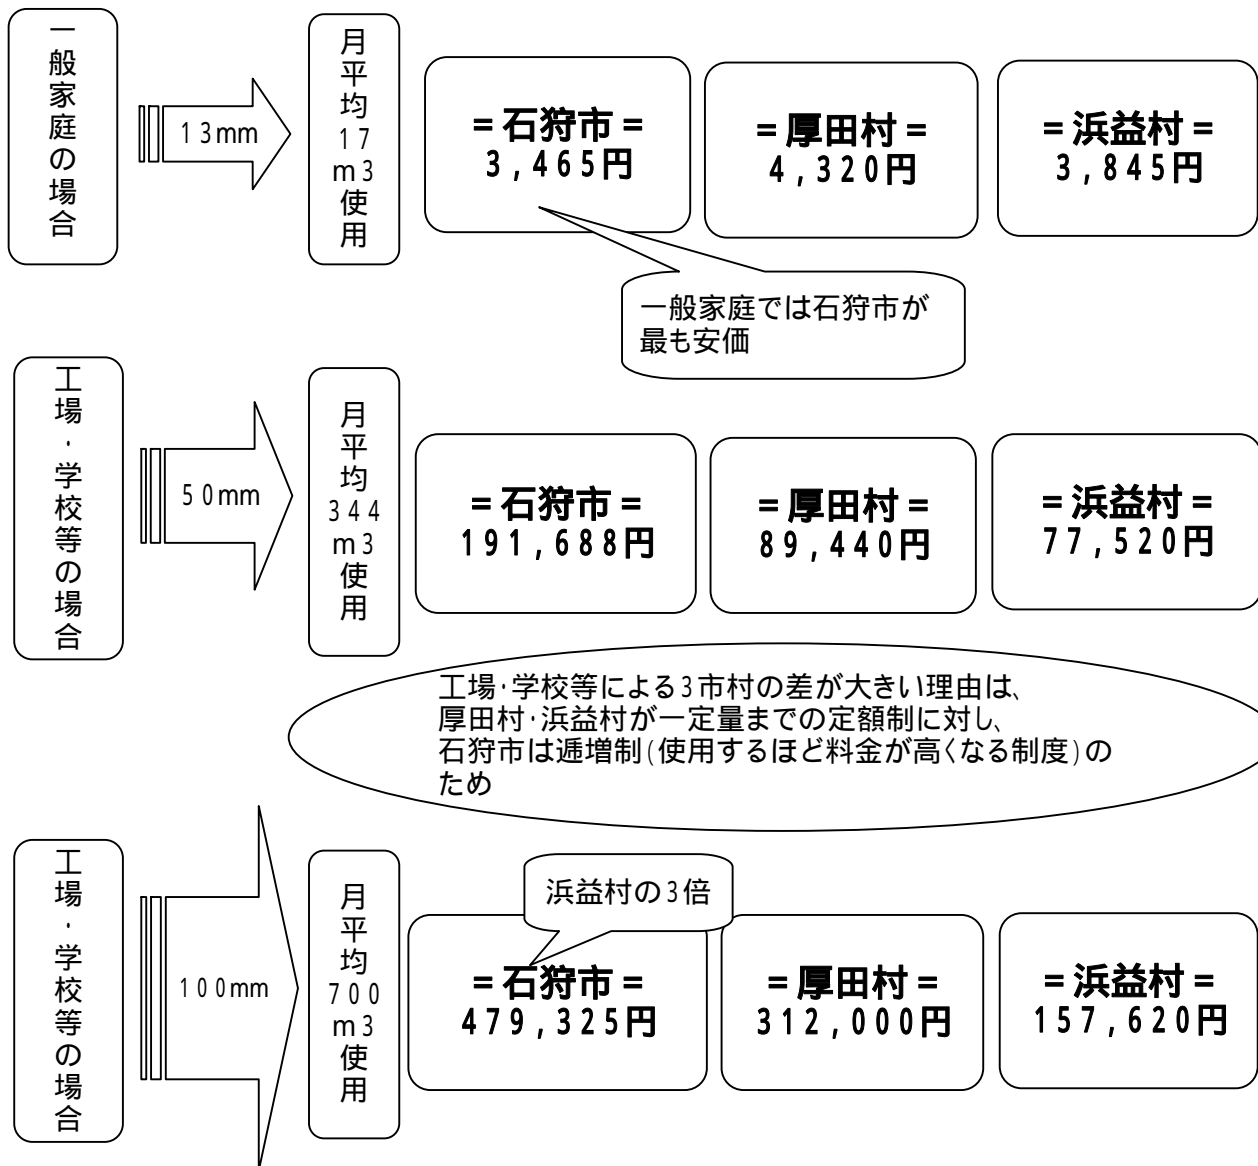 一般家庭の場合
13mm
月平均17m3使用
=石狩市=
3,465円
=厚田村=
4,320円
=浜益村=
3,845円
一般家庭では石狩市が
最も安価
工場・学校等の場合
50mm
月平均344m3使用
=石狩市=
191,688円
=厚田村=
89,440円
=浜益村=
77,520円
工場・学校等による3市村の差が大きい理由は、
厚田村・浜益村が一定量までの定額制に対し、
石狩市は逓増制(使用するほど料金が高くなる制度)の
ため
工場・学校等の場合
100mm
月平均700m3使用
浜益村の3倍
=石狩市=
479,325円
=厚田村=
312,000円
=浜益村=
157,620円